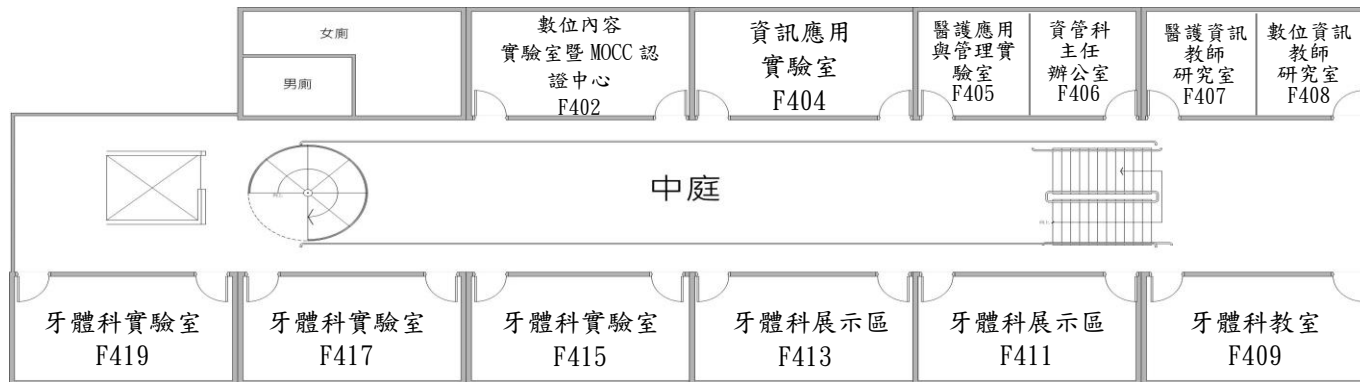 女廁
男廁
數位內容
實驗室暨 MOCC 認
證中心
F402
資訊應用
實驗室
F404
醫護應用
與管理實
驗室
F405
資管科
主任
辦公室
F406
醫護資訊
教師
研究室
F407
數位資訊
教師
研究室
F408
中庭
牙體科實驗室
F419
牙體科實驗室
F417
牙體科實驗室
F415
牙體科展示區
F413
牙體科展示區
F411
牙體科教室
F409